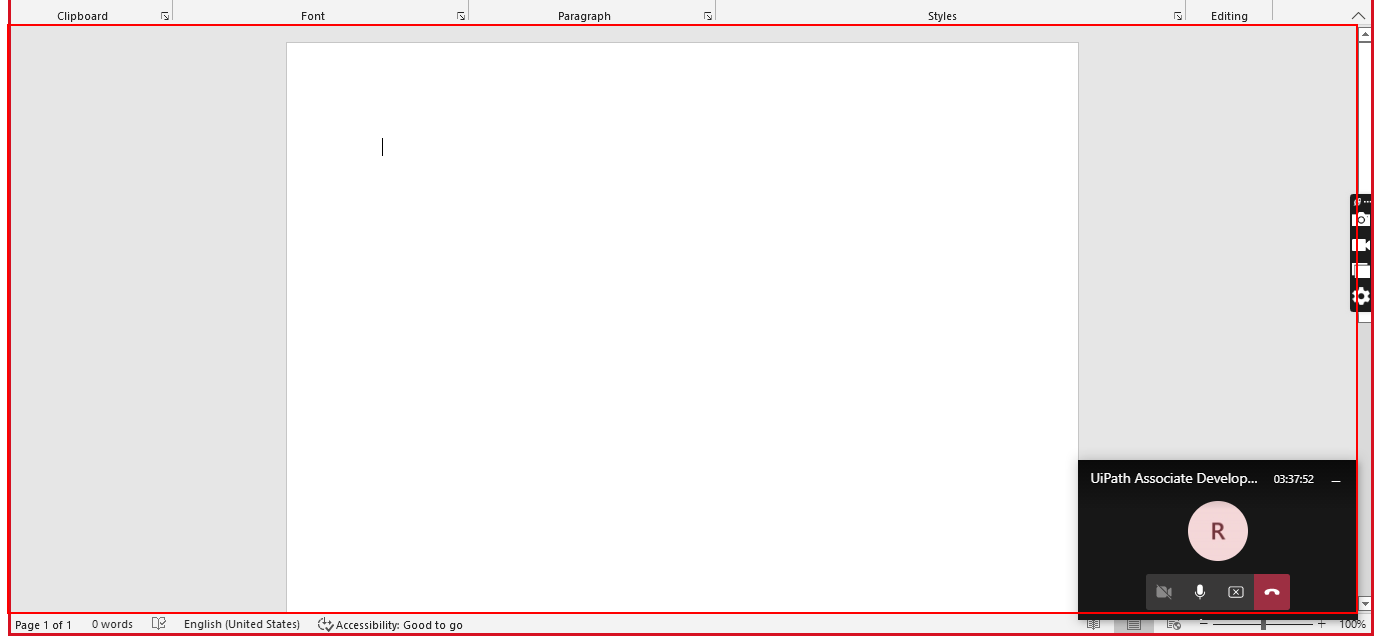 Clipboard Font Paragraph Styles Editing
UiPath Associate Develop... 03:37:52
R
Page 1 of 1 0 words English (United States) Accessibility: Good to go 100%